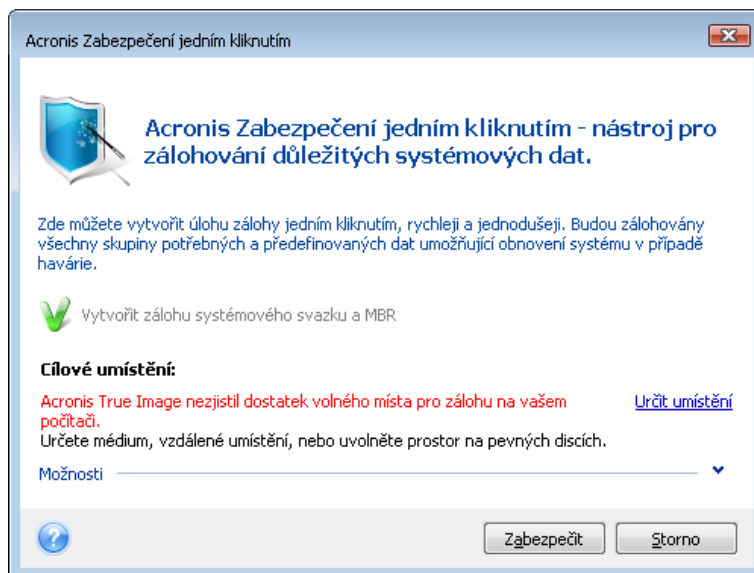 Acronis Zabezpečení jedním kliknutím
Acronis Zabezpečení jedním kliknutím - nástroj pro
zálohování důležitých systémových dat.
Zde můžete vytvořit úlohu zálohy jedním kliknutím, rychleji a jednodušeji. Budou zálohovány
všechny skupiny potřebných a předefinovaných dat umožňující obnovení systému v případě
havárie.
Vytvořit zálohu systémového svazku a MBR
Cílové umístění:
Acronis True Image nezjistil dostatek volného místa pro zálohu na vašem
počítači.
Určit umístění
Určete médium, vzdálené umístění, nebo uvolněte prostor na pevných discích.
Možnosti
?
Zabezpečit
Storno